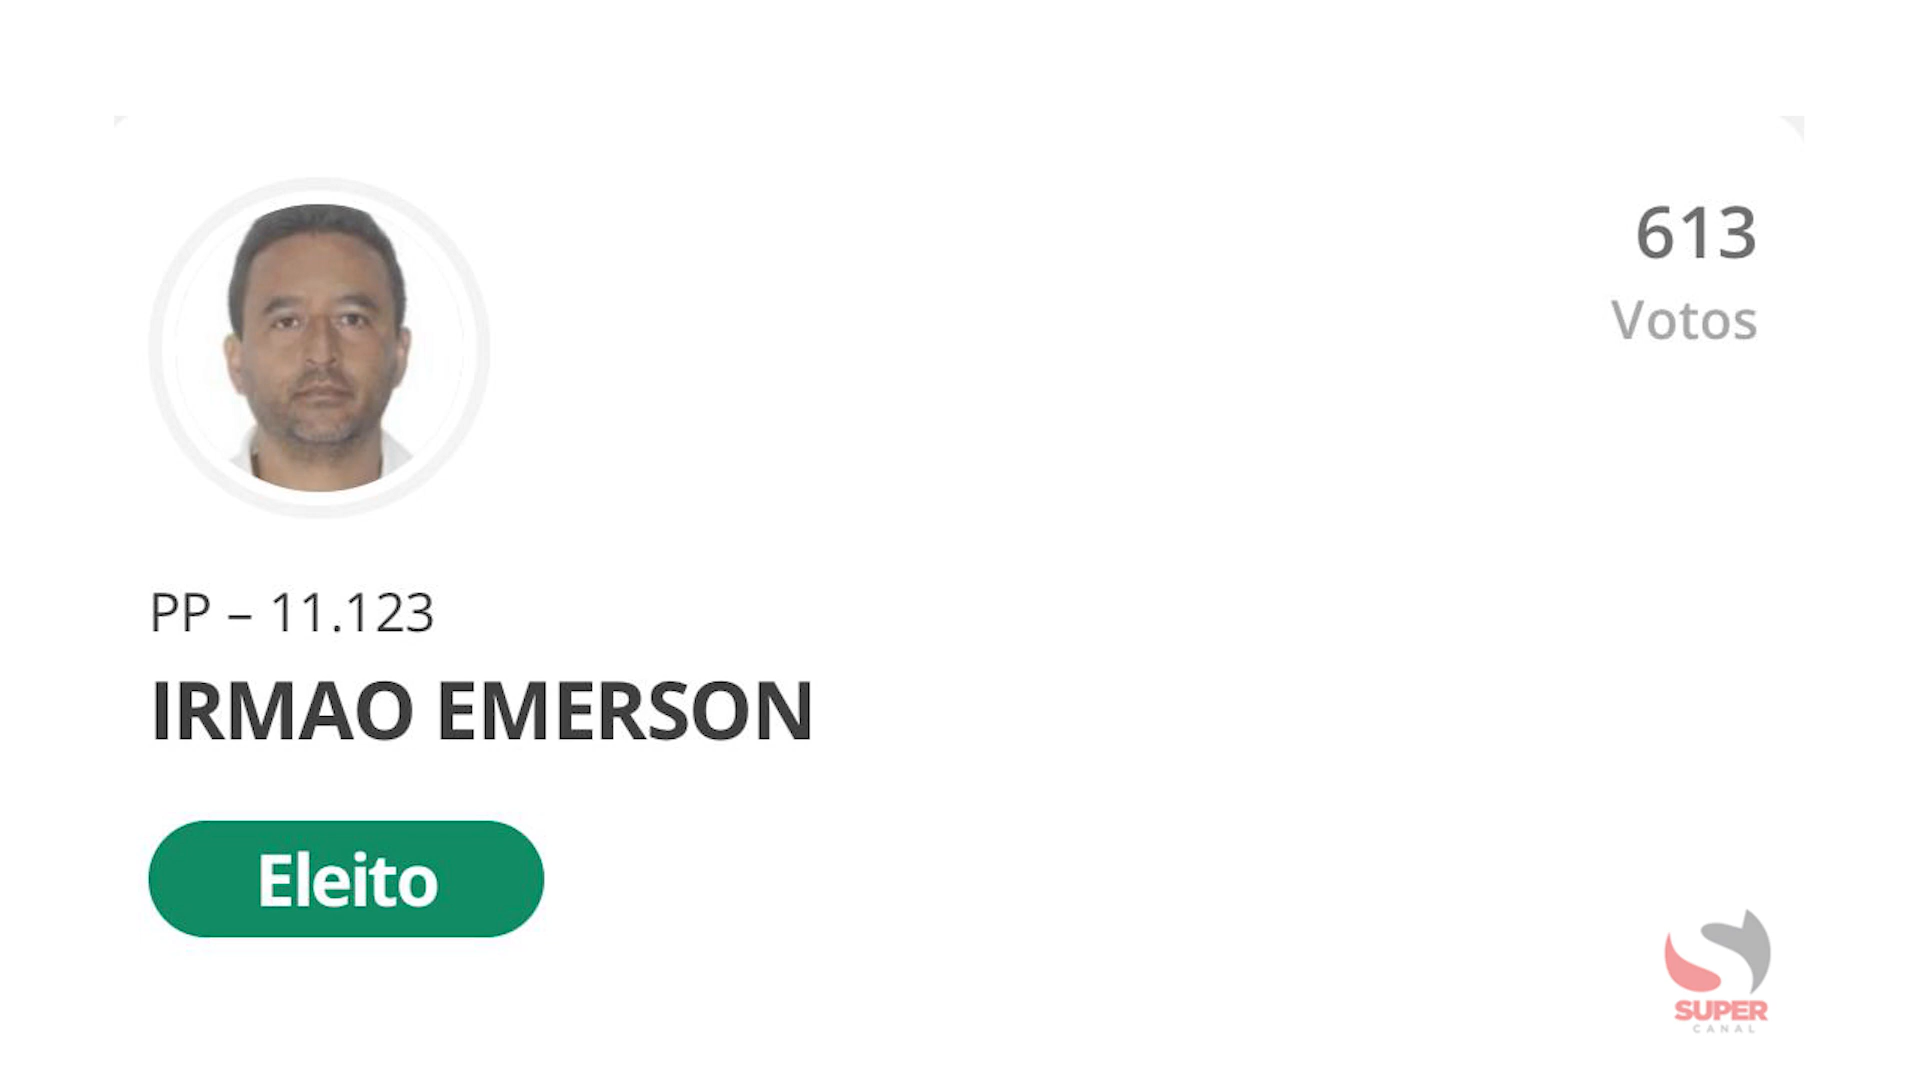 613
Votos
PP – 11.123
IRMAO EMERSON
Eleito
SUPER
CANAL